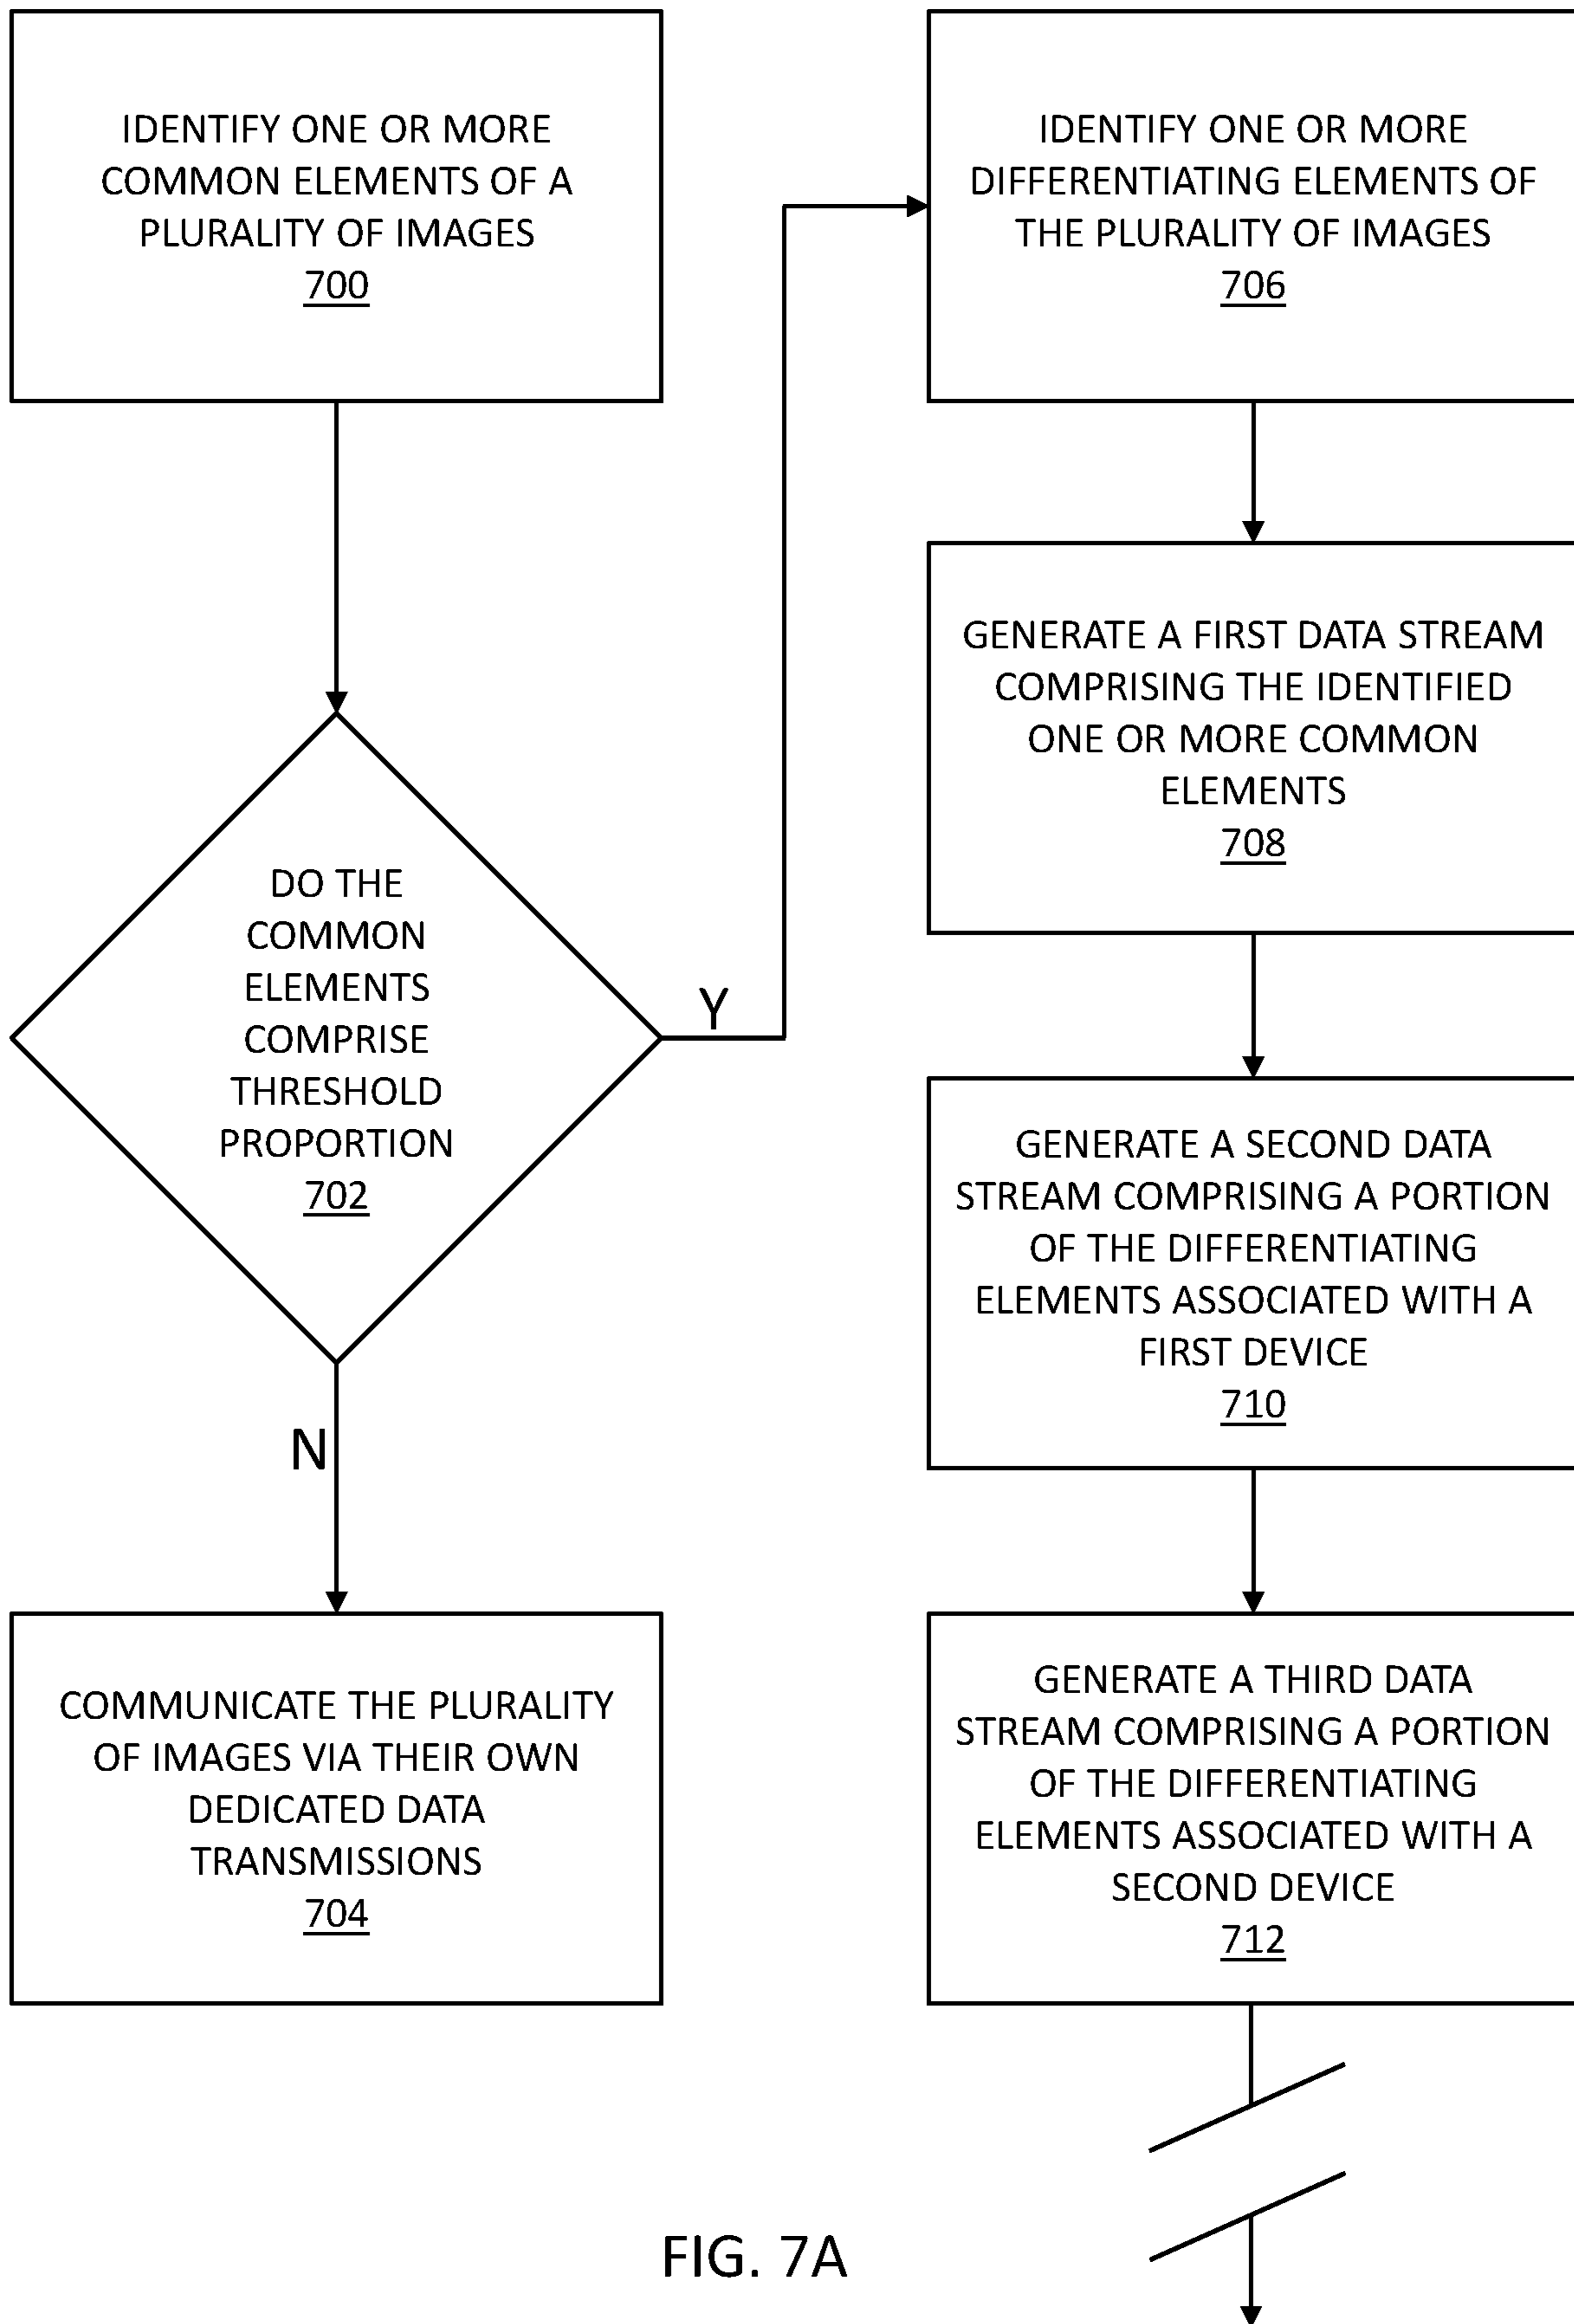 IDENTIFY ONE OR MORE
COMMON ELEMENTS OF A
PLURALITY OF IMAGES
700
DO THE
COMMON
ELEMENTS
COMPRISE
THRESHOLD
PROPORTION
702
Y
N
COMMUNICATE THE PLURALITY
OF IMAGES VIA THEIR OWN
DEDICATED DATA
TRANSMISSIONS
704
IDENTIFY ONE OR MORE
DIFFERENTIATING ELEMENTS OF
THE PLURALITY OF IMAGES
706
GENERATE A FIRST DATA STREAM
COMPRISING THE IDENTIFIED
ONE OR MORE COMMON
ELEMENTS
708
GENERATE A SECOND DATA
STREAM COMPRISING A PORTION
OF THE DIFFERENTIATING
ELEMENTS ASSOCIATED WITH A
FIRST DEVICE
710
GENERATE A THIRD DATA
STREAM COMPRISING A PORTION
OF THE DIFFERENTIATING
ELEMENTS ASSOCIATED WITH A
SECOND DEVICE
712
FIG. 7A